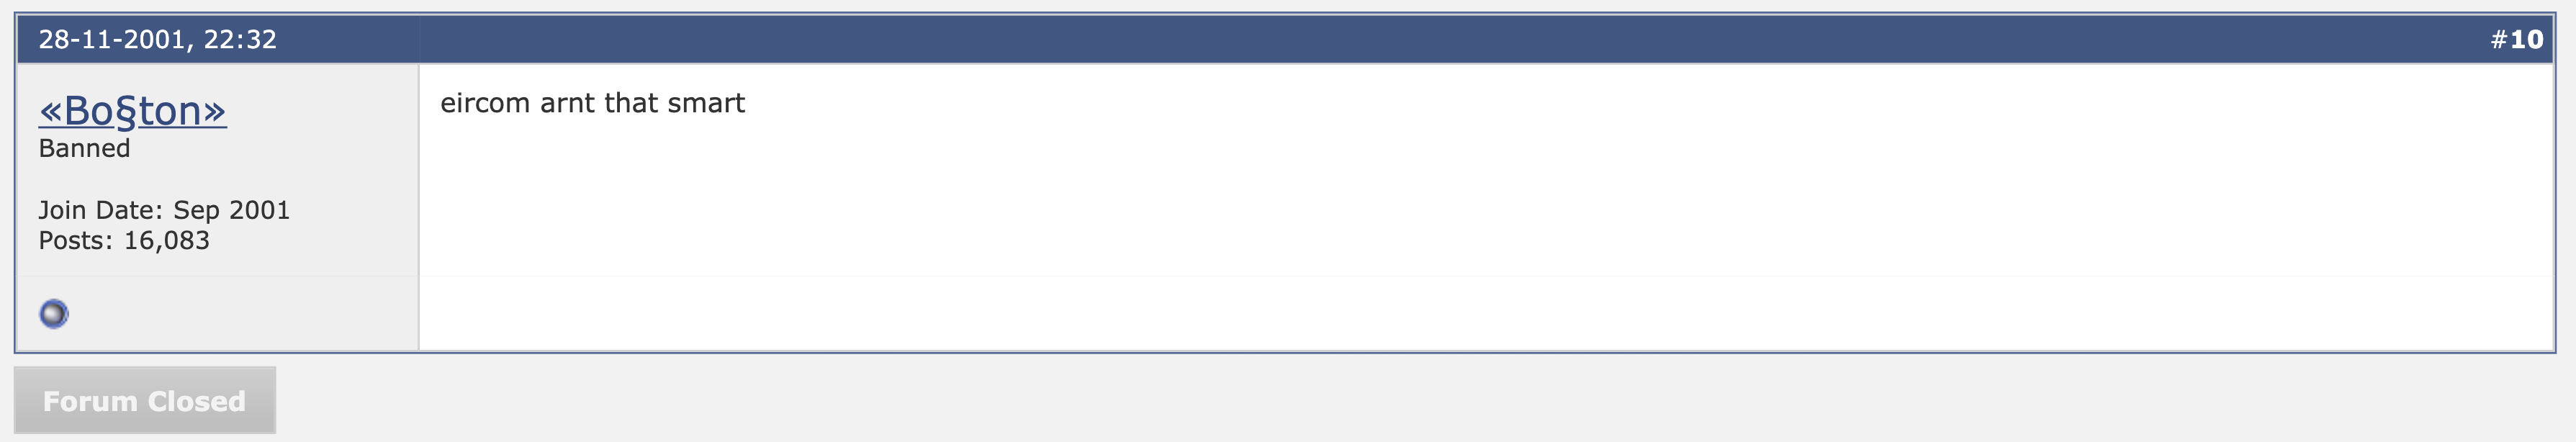 28-11-2001, 22:32 #10
«Bo§ton»
Banned
eircom arnt that smart
Join Date: Sep 2001
Posts: 16,083
Forum Closed